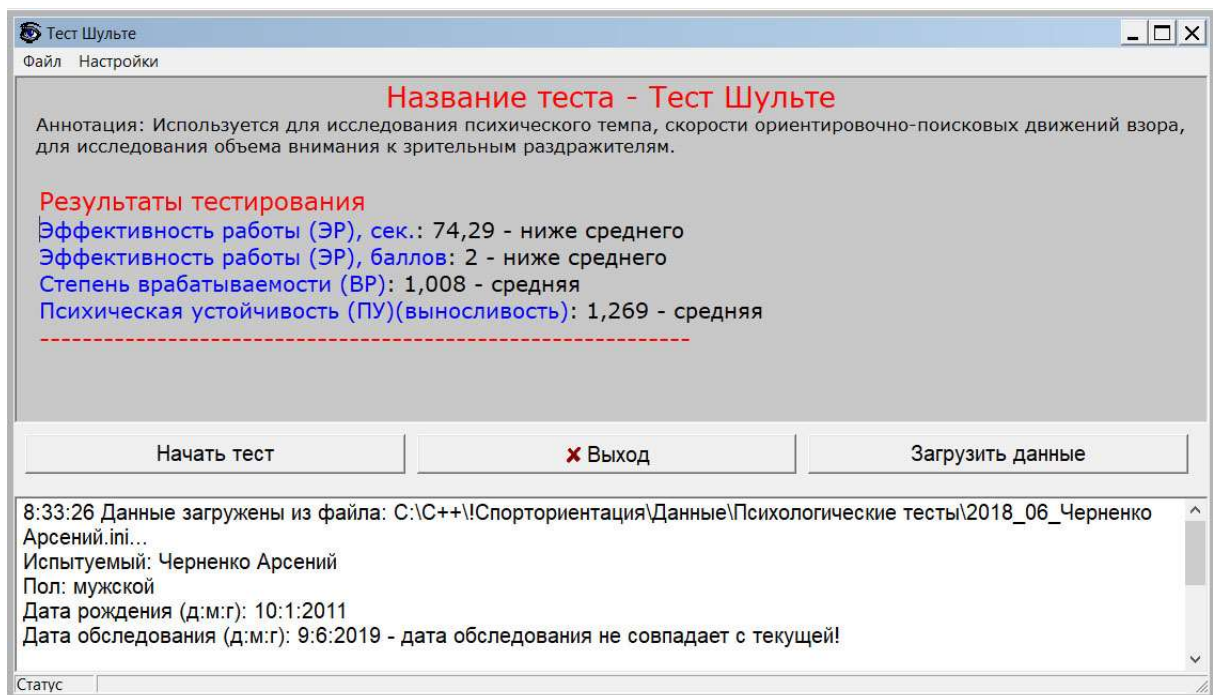 Тест Шульте
Файл Настройки
Название теста - Тест Шульте
Аннотация: Используется для исследования психического темпа, скорости ориентировочно-поисковых движений взора,
для исследования объема внимания к зрительным раздражителям.
Результаты тестирования
Эффективность работы (ЭР), сек.: 74,29 - ниже среднего
Эффективность работы (ЭР), баллов: 2 - ниже среднего
Степень врабатываемости (ВР): 1,008 - средняя
Психическая устойчивость (ПУ)(выносливость): 1,269 - средняя
-------------------------------------------------------------
Начать тест
Выход
Загрузить данные
8:33:26 Данные загружены из файла: C:\C++\!Спорториентация\Данные\Психологические тесты\2018_06_Черненко
Арсений.ini...
Испытуемый: Черненко Арсений
Пол: мужской
Дата рождения (д:м:г): 10:1:2011
Дата обследования (д:м:г): 9:6:2019 - дата обследования не совпадает с текущей!
Статус